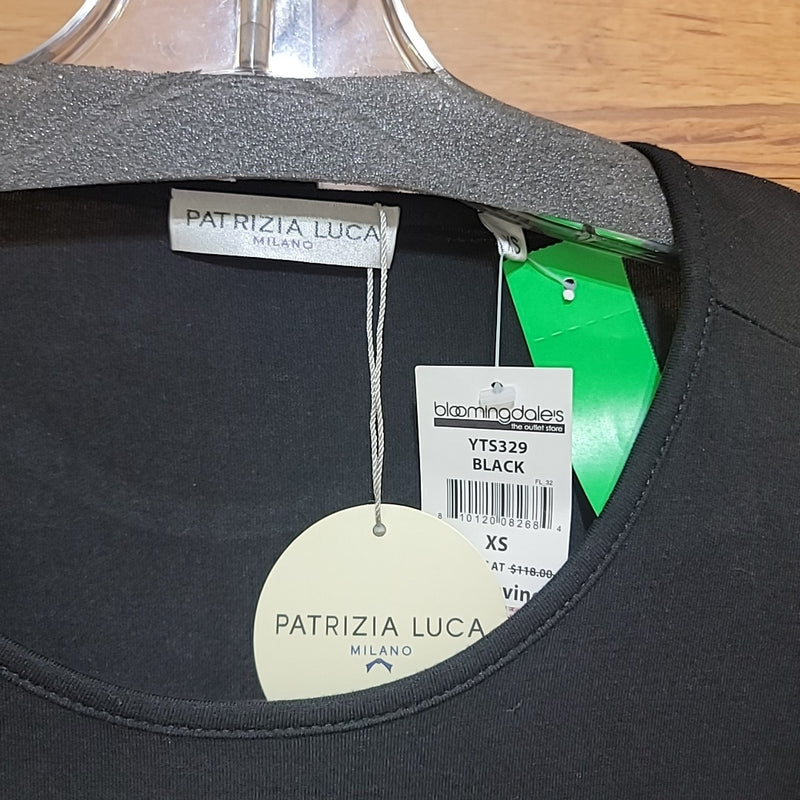 PATRIZIA LUCA
MILANO
bloomingdale's
the outlet store
YTS329
BLACK
FL 32
8 10120 08268 4
XS
AT $118.00
PATRIZIA LUCA
MILANO